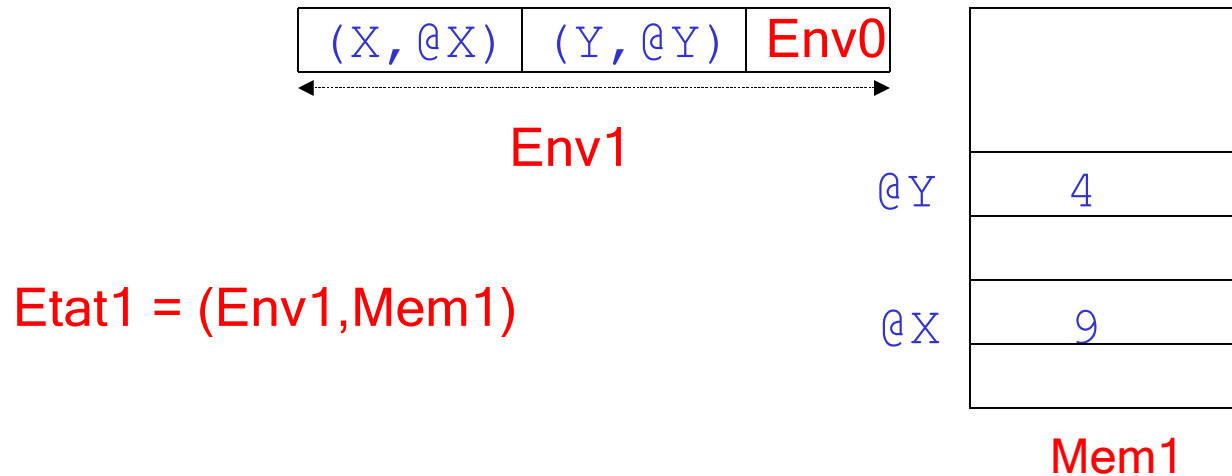 (X,@X) (Y,@Y) Env0
Env1
@Y 4
Etat1 = (Env1,Mem1)
@X 9
Mem1